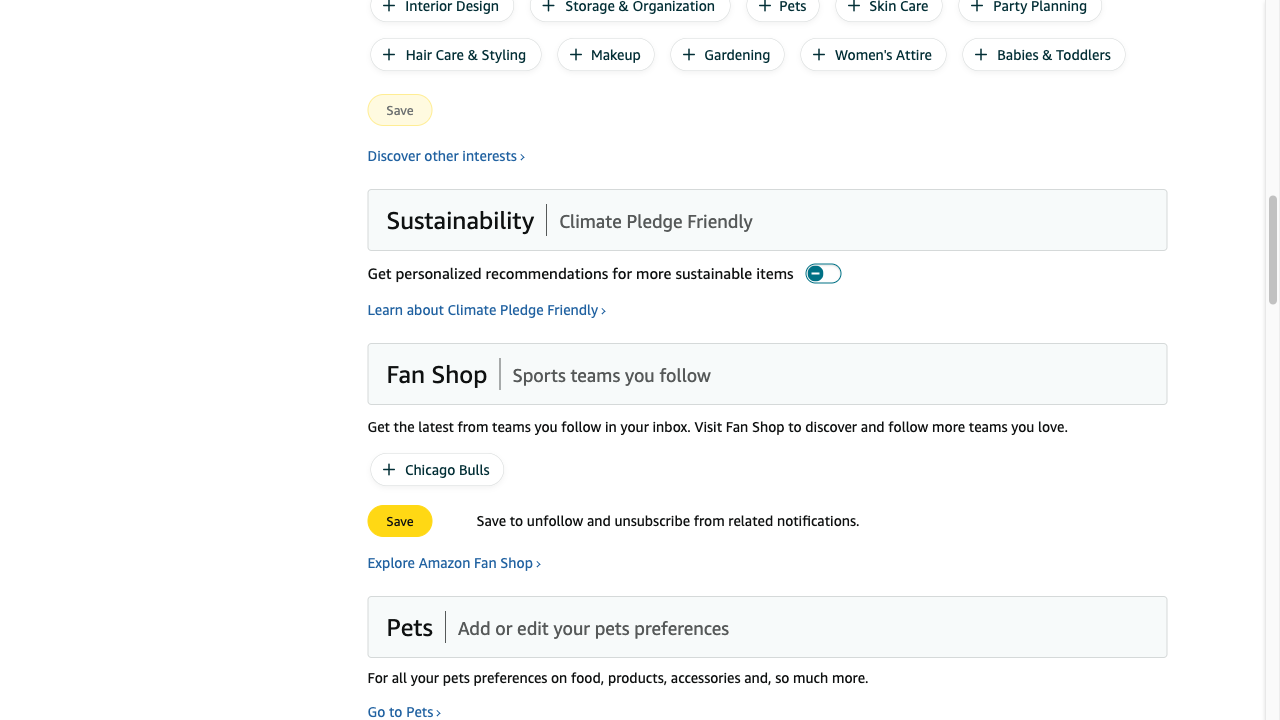 Interior Design Storage & Organization Pets Skin Care Party Planning
Hair Care & Styling Makeup Gardening Women's Attire Babies & Toddlers
Save
Discover other interests ›
Sustainability Climate Pledge Friendly
Get personalized recommendations for more sustainable items
Learn about Climate Pledge Friendly ›
Fan Shop Sports teams you follow
Get the latest from teams you follow in your inbox. Visit Fan Shop to discover and follow more teams you love.
Chicago Bulls
Save Save to unfollow and unsubscribe from related notifications.
Explore Amazon Fan Shop ›
Pets Add or edit your pets preferences
For all your pets preferences on food, products, accessories and, so much more.
Go to Pets ›